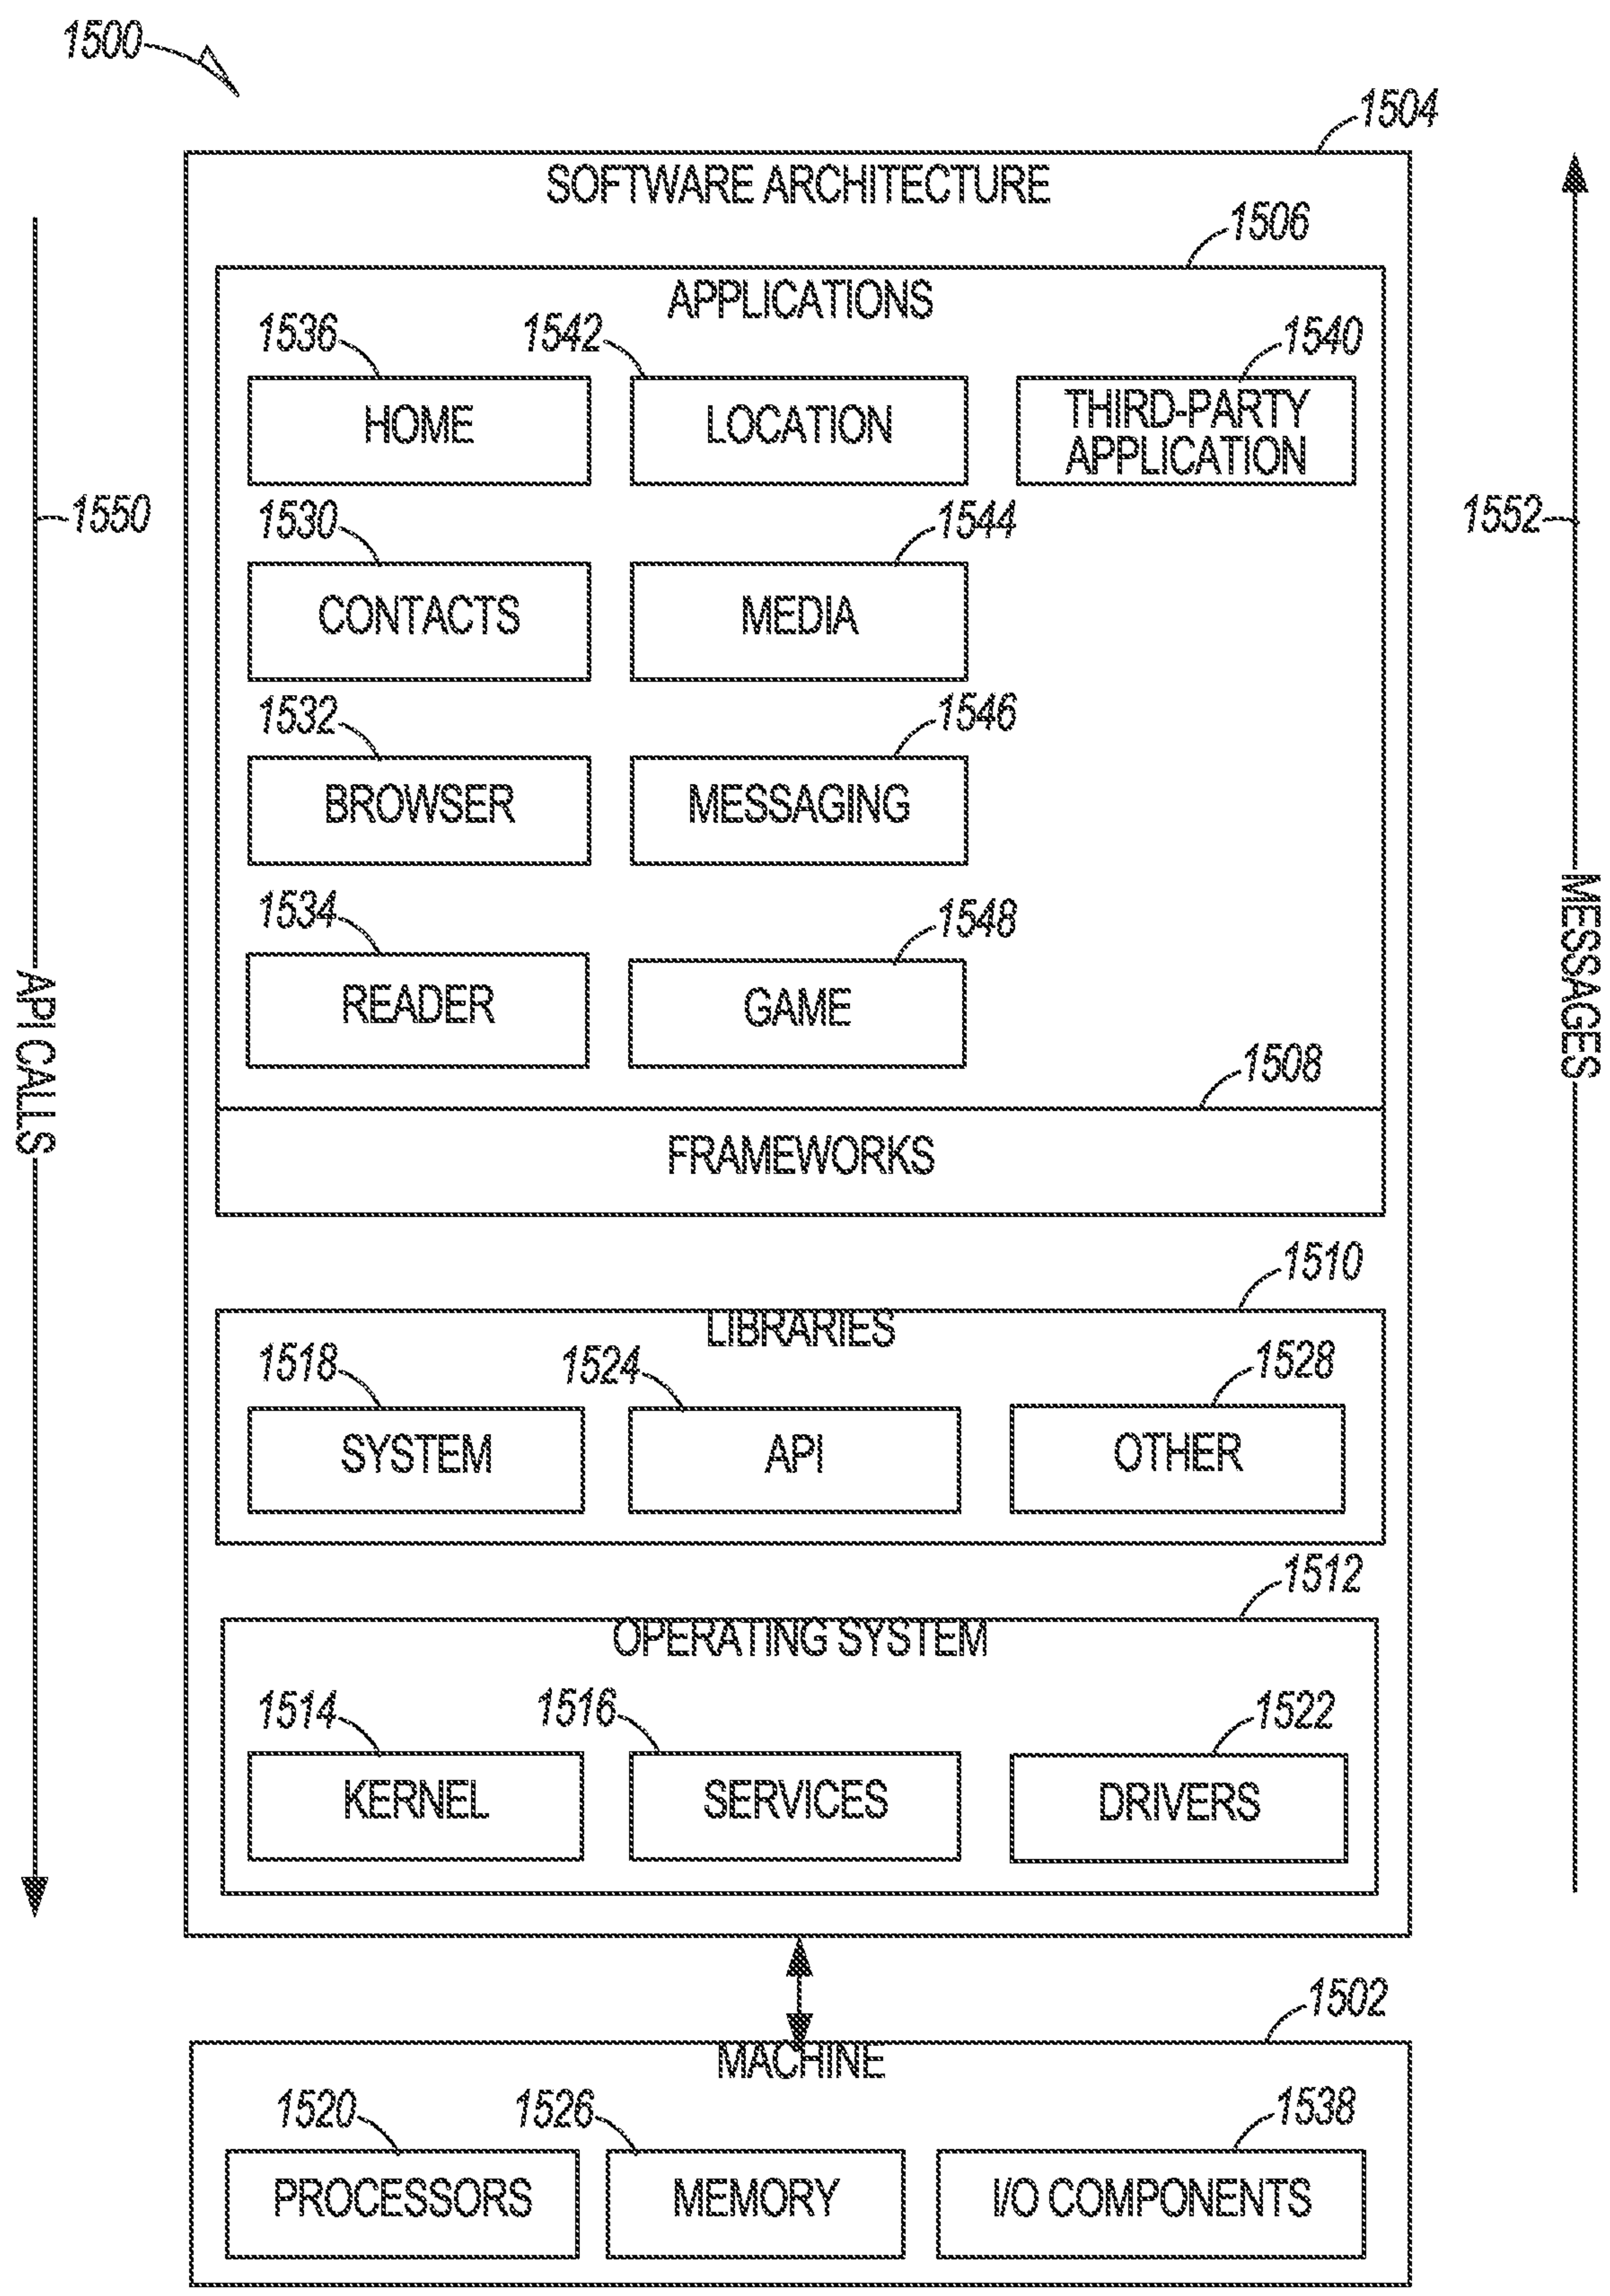 1500
1504
SOFTWARE ARCHITECTURE
1506
APPLICATIONS
1536
1542
1540
HOME
LOCATION
THIRD-PARTY
APPLICATION
1550
1552
1530
1544
CONTACTS
MEDIA
1532
1546
BROWSER
MESSAGING
1534
1548
READER
GAME
API CALLS
MESSAGES
1508
FRAMEWORKS
1510
LIBRARIES
1518
1524
1528
SYSTEM
API
OTHER
1512
OPERATING SYSTEM
1514
1516
1522
KERNEL
SERVICES
DRIVERS
1502
MACHINE
1520
1526
1538
PROCESSORS
MEMORY
I/O COMPONENTS